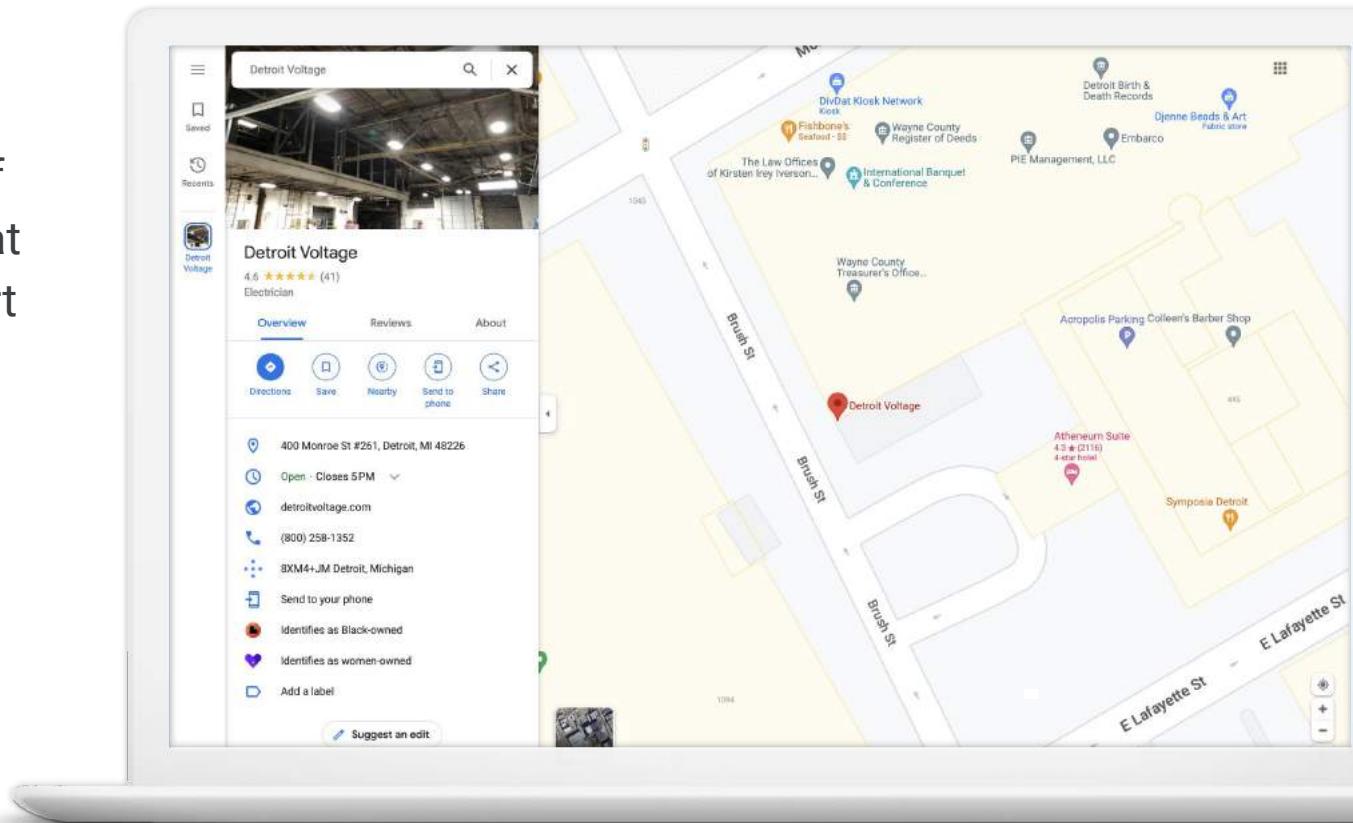 f
at
rt
Detroit Voltage
Saved
Recents
Detroit
Voltage
Detroit Voltage
4.6 ★★★★★ (41)
Electrician
Overview
Reviews
About
Directions
Save
Nearby
Send to
phone
Share
400 Monroe St #261, Detroit, MI 48226
Open · Closes 5PM
detroitvoltage.com
(800) 258-1352
8XM4+JM Detroit, Michigan
Send to your phone
Identifies as Black-owned
Identifies as women-owned
Add a label
Suggest an edit
DivDat Kiosk Network
Kiosk
Fishbone's
Seafood · $$
Wayne County
Register of Deeds
The Law Offices
of Kirsten Irey Iverson...
International Banquet
& Conference
Detroit Birth &
Death Records
Djenne Beads & Art
Fabric store
Embarco
PIE Management, LLC
1045
Wayne County
Treasurer's Office...
Brush St
Acropolis Parking
Colleen's Barber Shop
P
Detroit Voltage
445
Atheneum Suite
4.3 ★ (2116)
4-star hotel
Brush St
Symposia Detroit
Brush St
E Lafayette St
E Lafayette St
1094